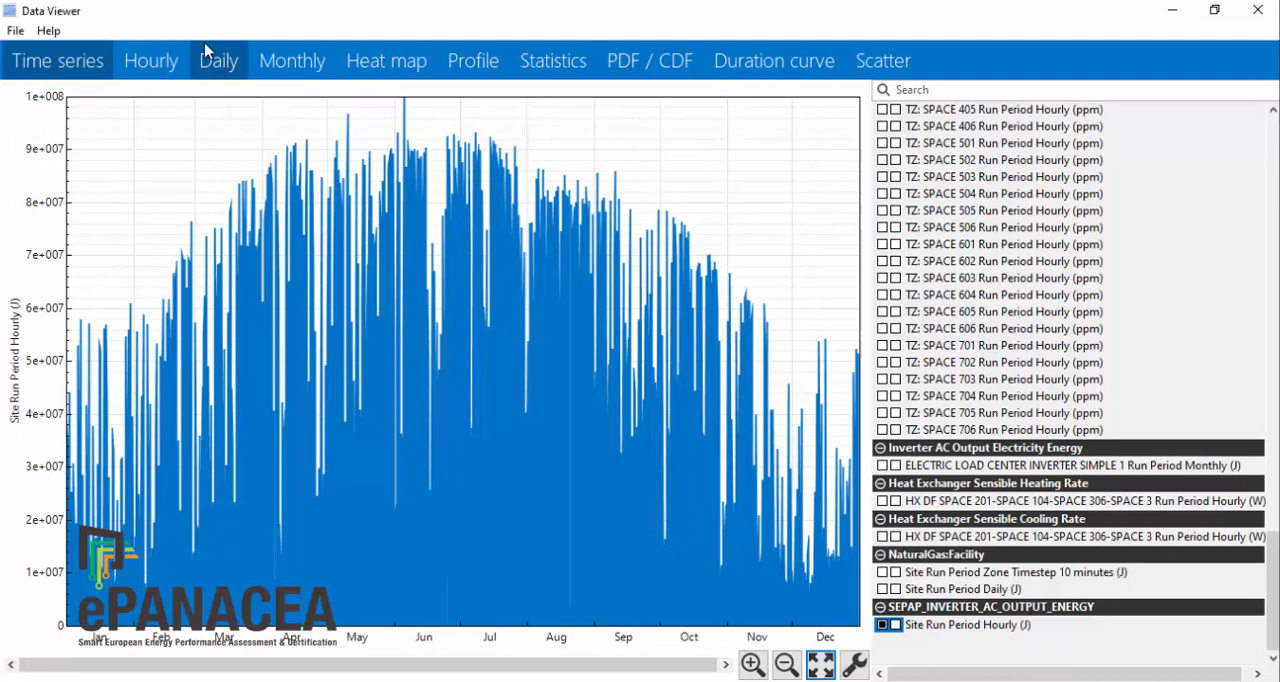 Data Viewer
File Help
Time series Hourly Daily Monthly Heat map Profile Statistics PDF / CDF Duration curve Scatter
Search
1e+008
9e+007
8e+007
7e+007
6e+007
5e+007
4e+007
3e+007
2e+007
1e+007
0
Site Run Period Hourly (J)
Jan Feb Mar Apr May Jun Jul Aug Sep Oct Nov Dec
ePANACEA
Smart European Energy Performance Assessment & Certification
TZ: SPACE 405 Run Period Hourly (ppm)
TZ: SPACE 406 Run Period Hourly (ppm)
TZ: SPACE 501 Run Period Hourly (ppm)
TZ: SPACE 502 Run Period Hourly (ppm)
TZ: SPACE 503 Run Period Hourly (ppm)
TZ: SPACE 504 Run Period Hourly (ppm)
TZ: SPACE 505 Run Period Hourly (ppm)
TZ: SPACE 506 Run Period Hourly (ppm)
TZ: SPACE 601 Run Period Hourly (ppm)
TZ: SPACE 602 Run Period Hourly (ppm)
TZ: SPACE 603 Run Period Hourly (ppm)
TZ: SPACE 604 Run Period Hourly (ppm)
TZ: SPACE 605 Run Period Hourly (ppm)
TZ: SPACE 606 Run Period Hourly (ppm)
TZ: SPACE 701 Run Period Hourly (ppm)
TZ: SPACE 702 Run Period Hourly (ppm)
TZ: SPACE 703 Run Period Hourly (ppm)
TZ: SPACE 704 Run Period Hourly (ppm)
TZ: SPACE 705 Run Period Hourly (ppm)
TZ: SPACE 706 Run Period Hourly (ppm)
Inverter AC Output Electricity Energy
ELECTRIC LOAD CENTER INVERTER SIMPLE 1 Run Period Monthly (J)
Heat Exchanger Sensible Heating Rate
HX DF SPACE 201-SPACE 104-SPACE 306-SPACE 3 Run Period Hourly (W)
Heat Exchanger Sensible Cooling Rate
HX DF SPACE 201-SPACE 104-SPACE 306-SPACE 3 Run Period Hourly (W)
NaturalGas:Facility
Site Run Period Zone Timestep 10 minutes (J)
Site Run Period Daily (J)
SEPAP_INVERTER_AC_OUTPUT_ENERGY
Site Run Period Hourly (J)